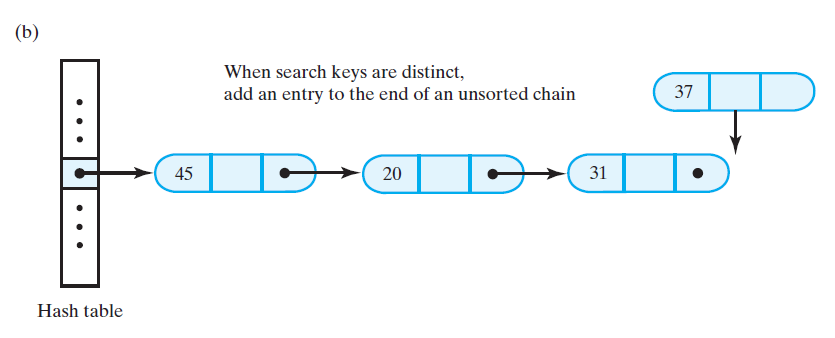 (b)
When search keys are distinct,
add an entry to the end of an unsorted chain
37
45 20 31
Hash table